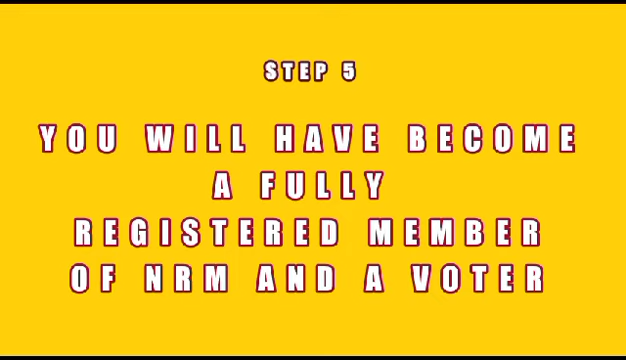 STEP 5
YOU WILL HAVE BECOME
A FULLY
REGISTERED MEMBER
OF NRM AND A VOTER